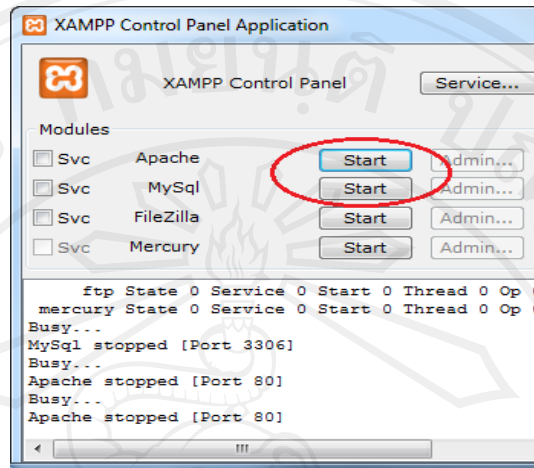 XAMPP Control Panel Application
XAMPP Control Panel Service...
Modules
Svc Apache Start Admin...
Svc MySql Start Admin...
Svc FileZilla Start Admin...
Svc Mercury Start Admin...
ftp State 0 Service 0 Start 0 Thread 0 Op
mercury State 0 Service 0 Start 0 Thread 0 Op
Busy...
MySql stopped [Port 3306]
Busy...
Apache stopped [Port 80]
Busy...
Apache stopped [Port 80]